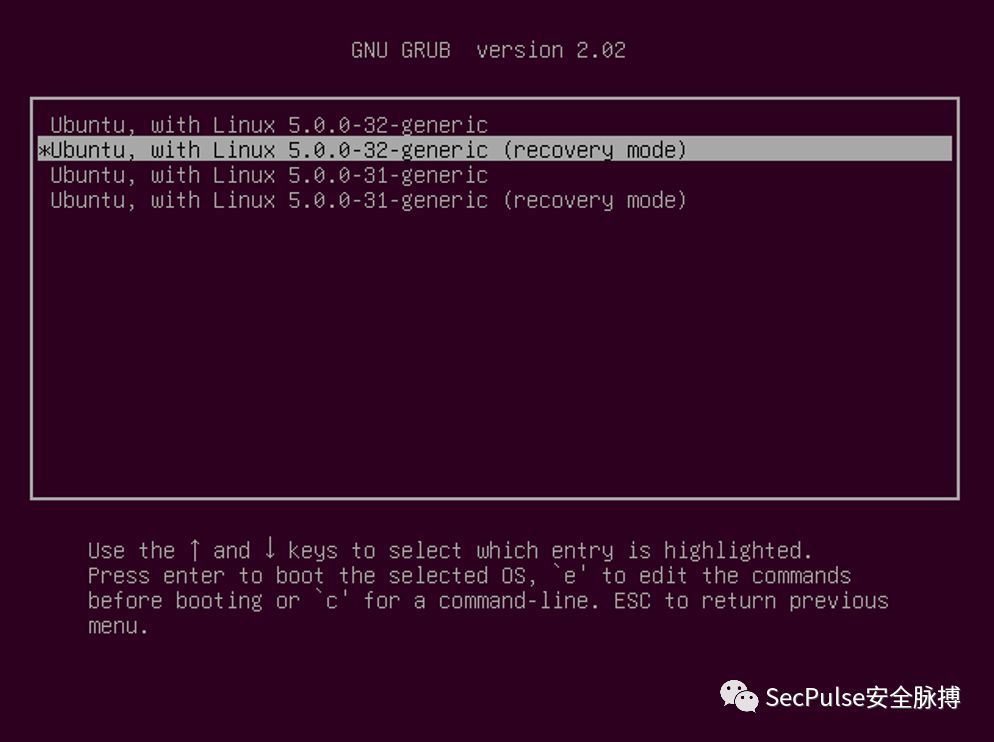 GNU GRUB  version 2.02
Ubuntu, with Linux 5.0.0-32-generic
*Ubuntu, with Linux 5.0.0-32-generic (recovery mode)
Ubuntu, with Linux 5.0.0-31-generic
Ubuntu, with Linux 5.0.0-31-generic (recovery mode)
Use the ↑ and ↓ keys to select which entry is highlighted.
Press enter to boot the selected OS, `e' to edit the commands
before booting or `c' for a command-line. ESC to return previous
menu.
SecPulse安全脉搏